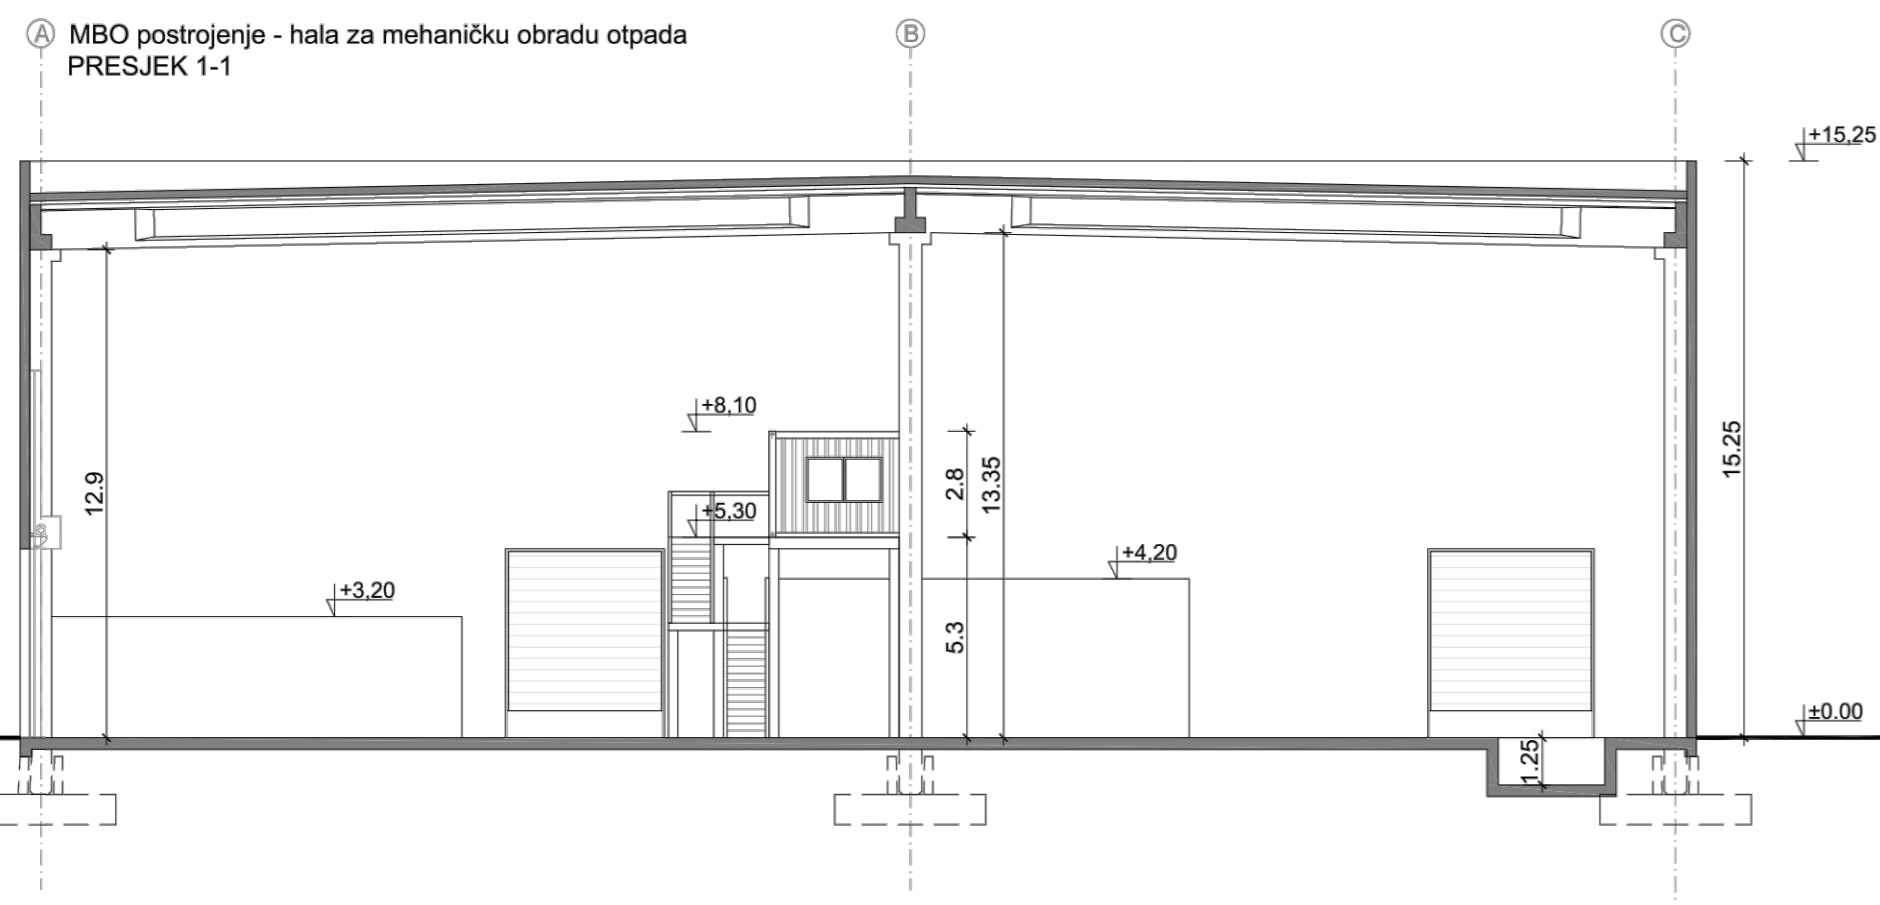 A
MBO postrojenje - hala za mehaničku obradu otpada
PRESJEK 1-1
B
C
+15,25
+8,10
12.9
2.8
13.35
15.25
+5,30
+4,20
+3,20
5.3
±0.00
1.25